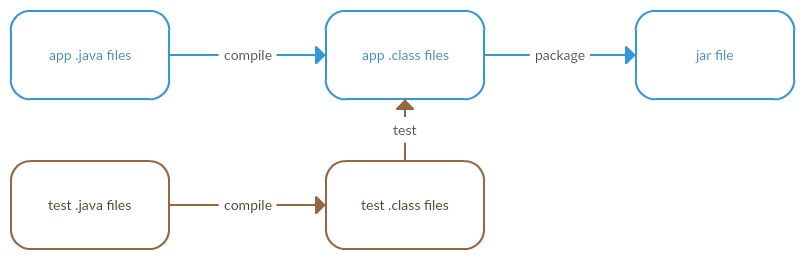 app .java files
compile
app .class files
package
jar file
test
test .java files
compile
test .class files